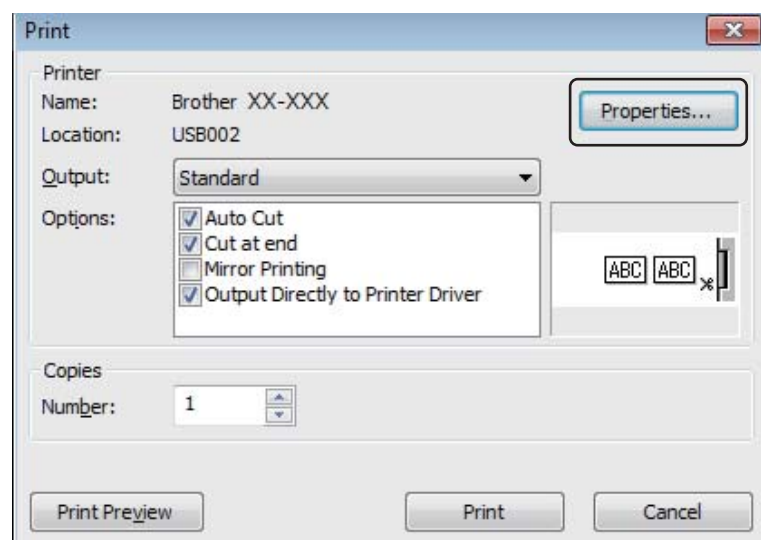 Print
Printer
Name: Brother XX-XXX
Properties...
Location: USB002
Output: Standard
Options:
Auto Cut
Cut at end
Mirror Printing
Output Directly to Printer Driver
ABC ABC
Copies
Number: 1
Print Preview
Print
Cancel